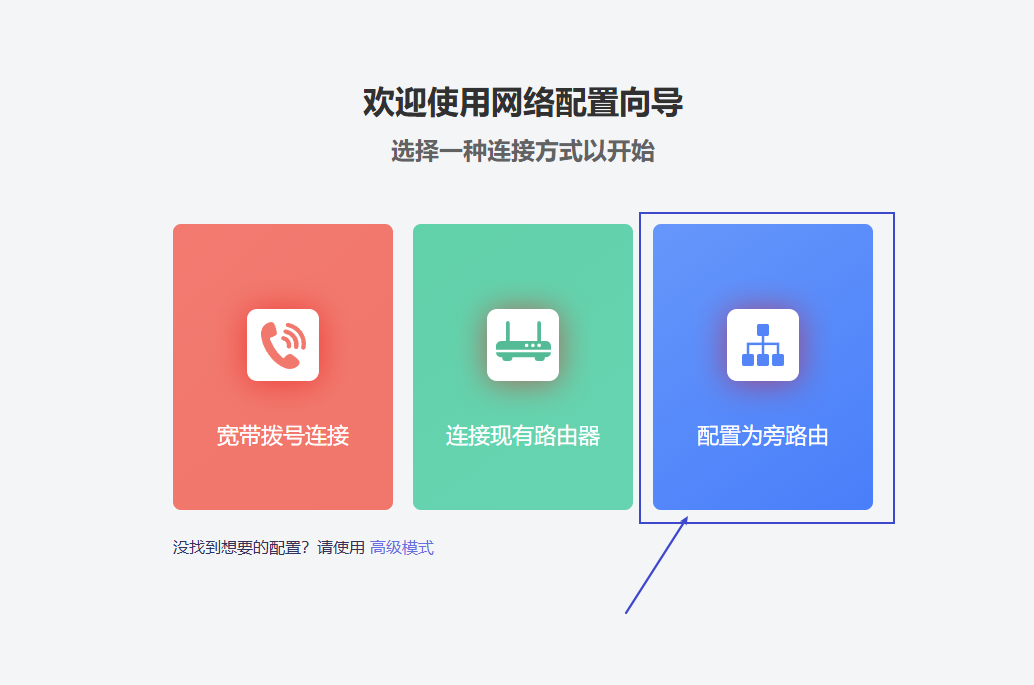 欢迎使用网络配置向导
选择一种连接方式以开始
宽带拨号连接
连接现有路由器
配置为旁路由
没找到想要的配置？请使用 高级模式